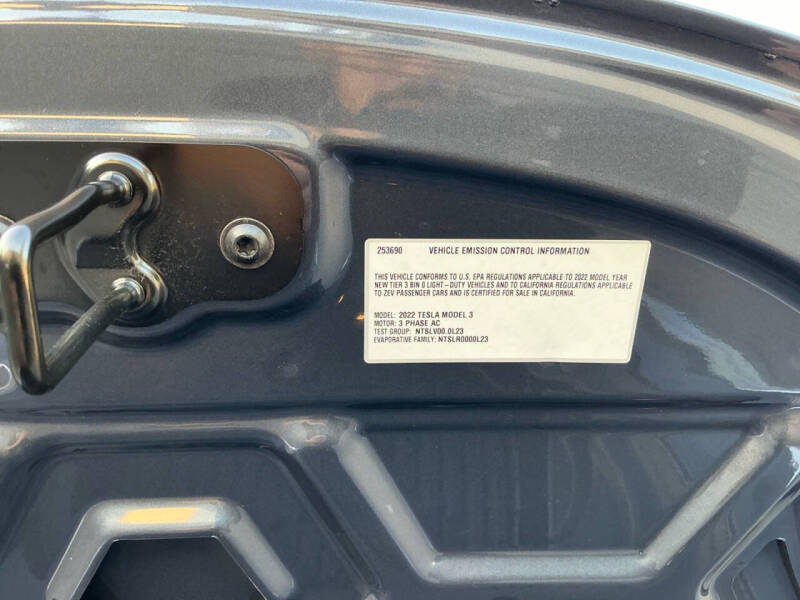 253690 VEHICLE EMISSION CONTROL INFORMATION
THIS VEHICLE CONFORMS TO U.S. EPA REGULATIONS APPLICABLE TO 2022 MODEL YEAR
NEW TIER 3 BIN 0 LIGHT-DUTY VEHICLES AND TO CALIFORNIA REGULATIONS APPLICABLE
TO ZEV PASSENGER CARS AND IS CERTIFIED FOR SALE IN CALIFORNIA.
MODEL: 2022 TESLA MODEL 3
MOTOR: 3 PHASE AC
TEST GROUP: NTSLV00.0L23
EVAPORATIVE FAMILY: NTSLR0000L23